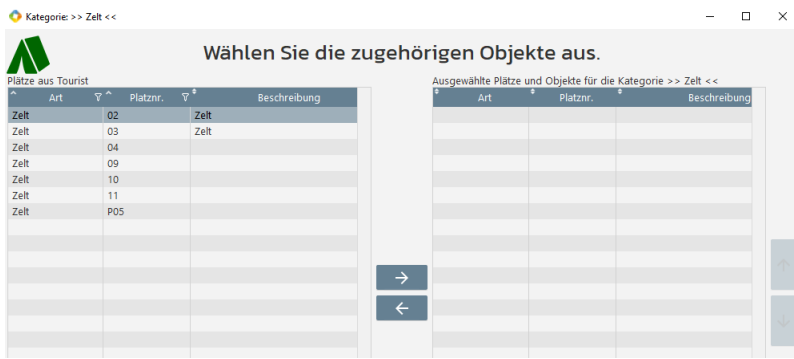 Kategorie: >> Zelt <<
Wählen Sie die zugehörigen Objekte aus.
Plätze aus Tourist
Art Platznr. Beschreibung
Zelt 02 Zelt
Zelt 03 Zelt
Zelt 04
Zelt 09
Zelt 10
Zelt 11
Zelt P05
Ausgewählte Plätze und Objekte für die Kategorie >> Zelt <<
Art Platznr. Beschreibung